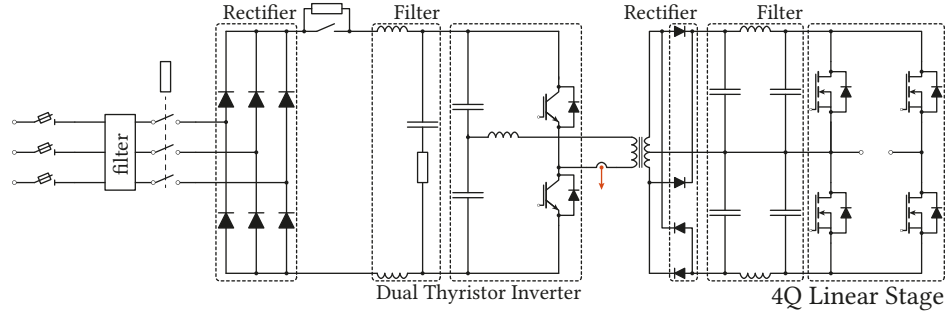 Rectifier
Filter
Rectifier
Filter
filter
Dual Thyristor Inverter
4Q Linear Stage